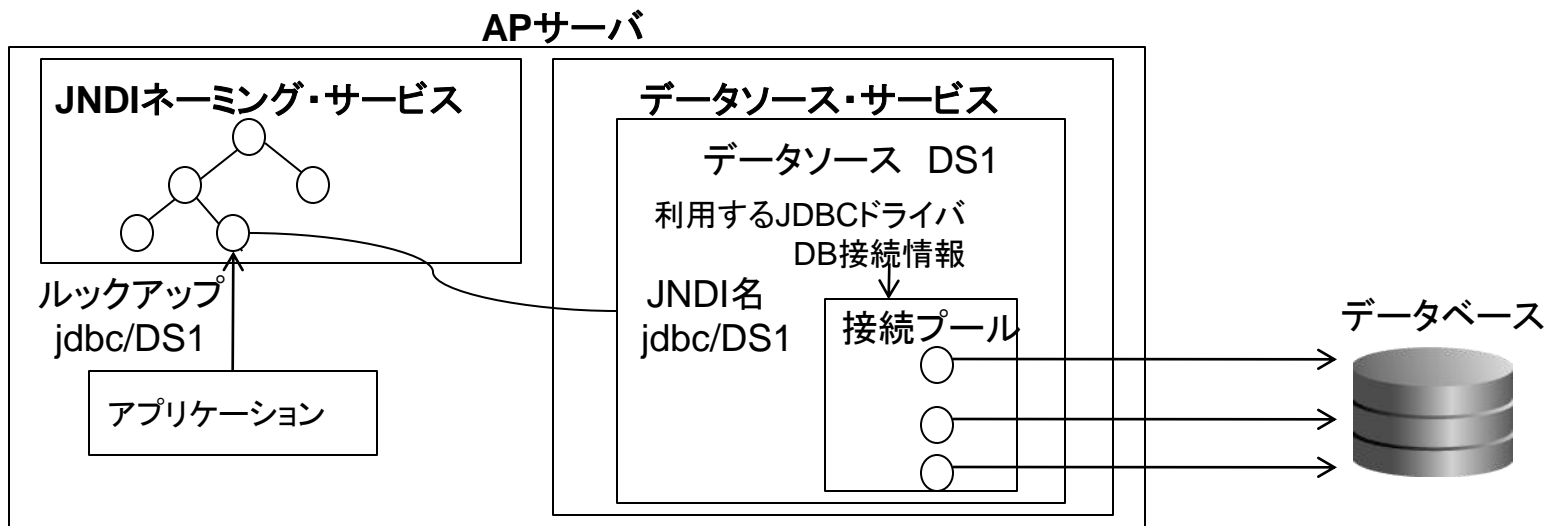 APサーバ
JNDIネーミング・サービス
ルックアップ
jdbc/DS1
アプリケーション
データソース・サービス
データソース DS1
利用するJDBCドライバ
DB接続情報
JNDI名
jdbc/DS1
接続プール
データベース